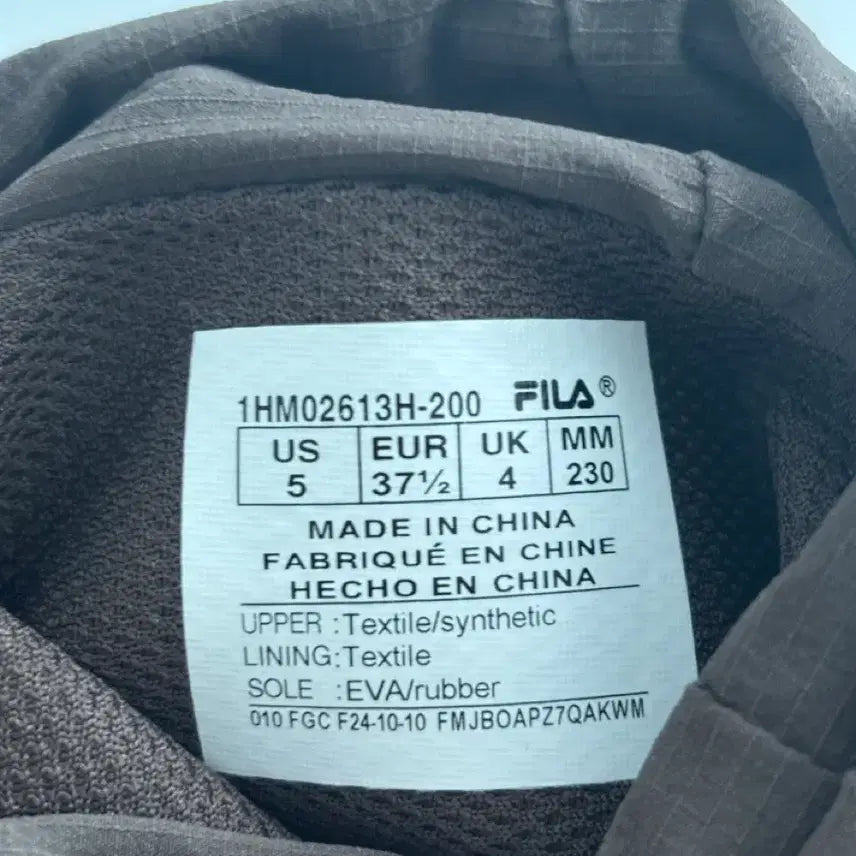 1HM02613H-200 FILA®
US EUR UK MM
5 37½ 4 230
MADE IN CHINA
FABRIQUÉ EN CHINE
HECHO EN CHINA
UPPER :Textile/synthetic
LINING:Textile
SOLE :EVA/rubber
010 FGC F24-10-10 FMJBOAPZ7QAKWM